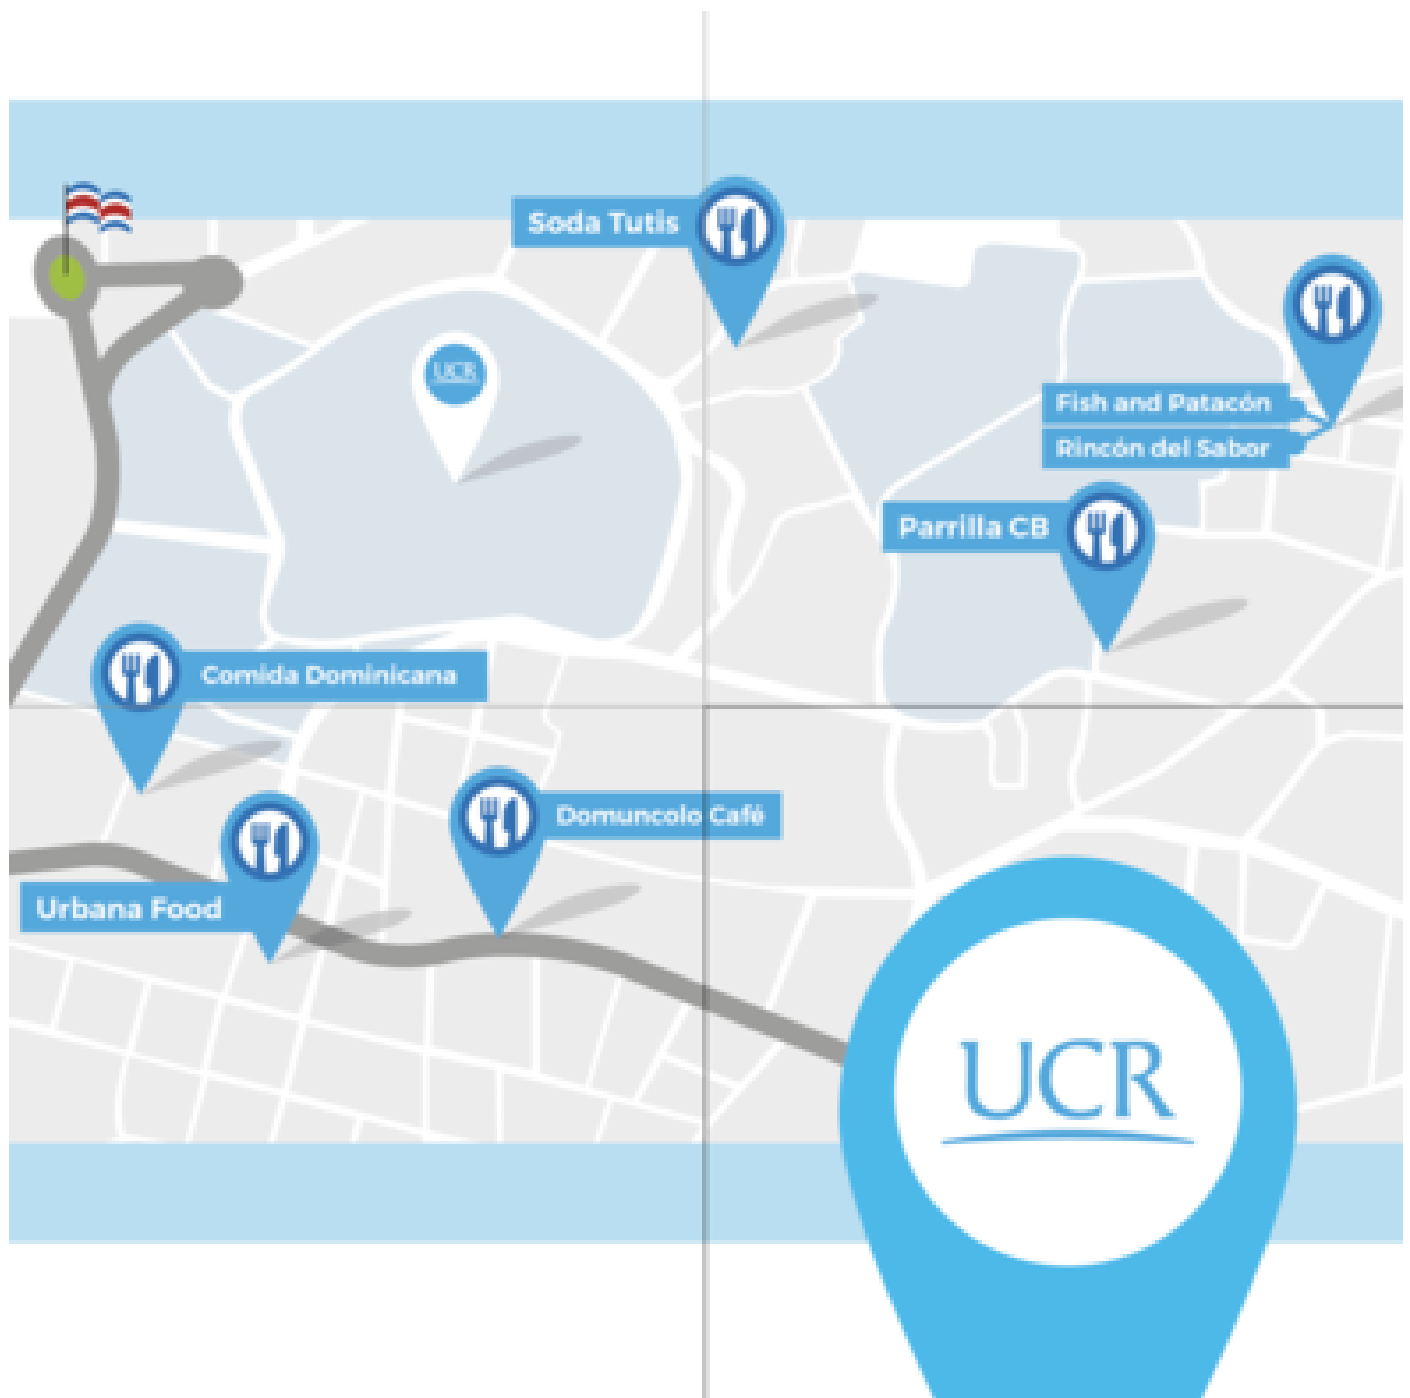 Soda Tutis
UCR
Fish and Patacón
Rincón del Sabor
Parrilla CB
Comida Dominicana
Domuncolo Café
Urbana Food
UCR